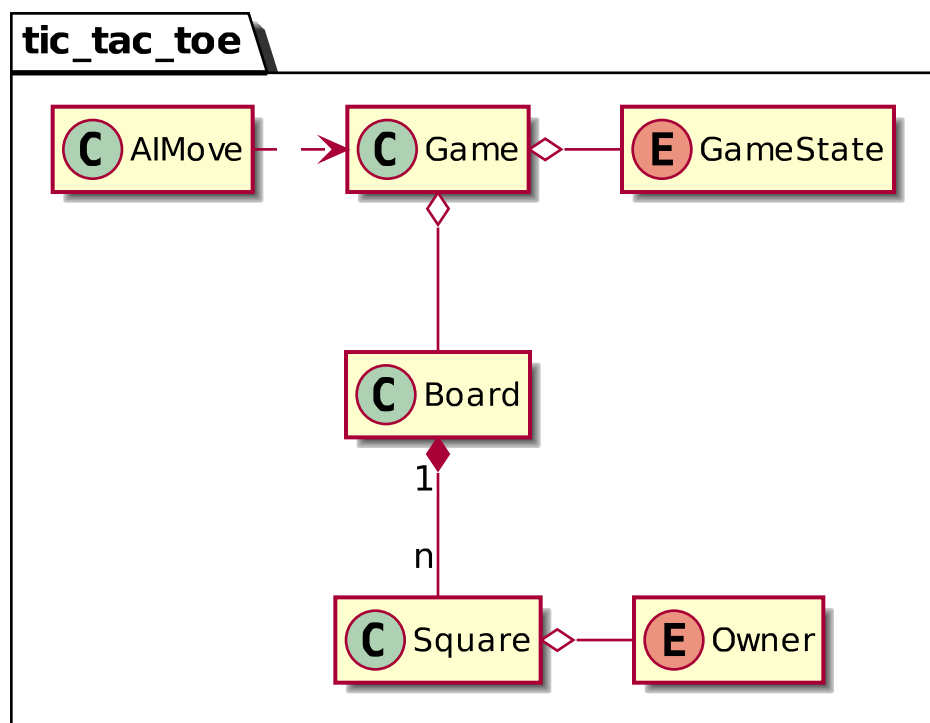 tic_tac_toe
C AIMove
C Game
E GameState
C Board
1
n
C Square
E Owner